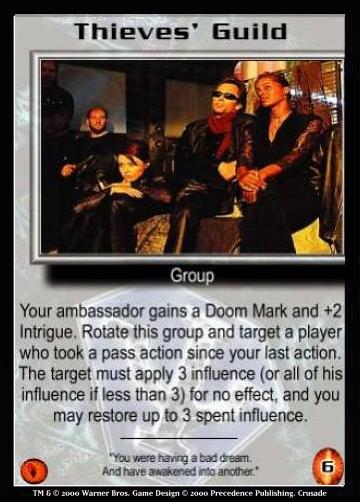 Thieves' Guild
Group
Your ambassador gains a Doom Mark and +2
Intrigue. Rotate this group and target a player
who took a pass action since your last action.
The target must apply 3 influence (or all of his
influence if less than 3) for no effect, and you
may restore up to 3 spent influence.
"You were having a bad dream.
And have awakened into another."
6
TM & © 2000 Warner Bros. Game Design © 2000 Precedence Publishing. Crusade